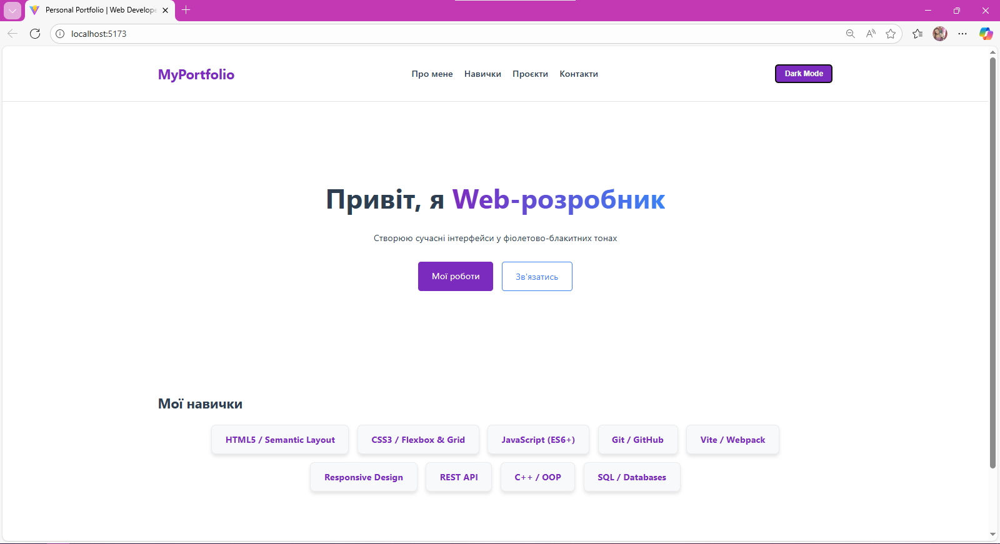 Personal Portfolio | Web Develope
localhost:5173
MyPortfolio
Про мене Навички Проєкти Контакти
Dark Mode
Привіт, я Web-розробник
Створюю сучасні інтерфейси у фіолетово-блакитних тонах
Мої роботи Зв'язатись
Мої навички
HTML5 / Semantic Layout CSS3 / Flexbox & Grid JavaScript (ES6+) Git / GitHub Vite / Webpack
Responsive Design REST API C++ / OOP SQL / Databases